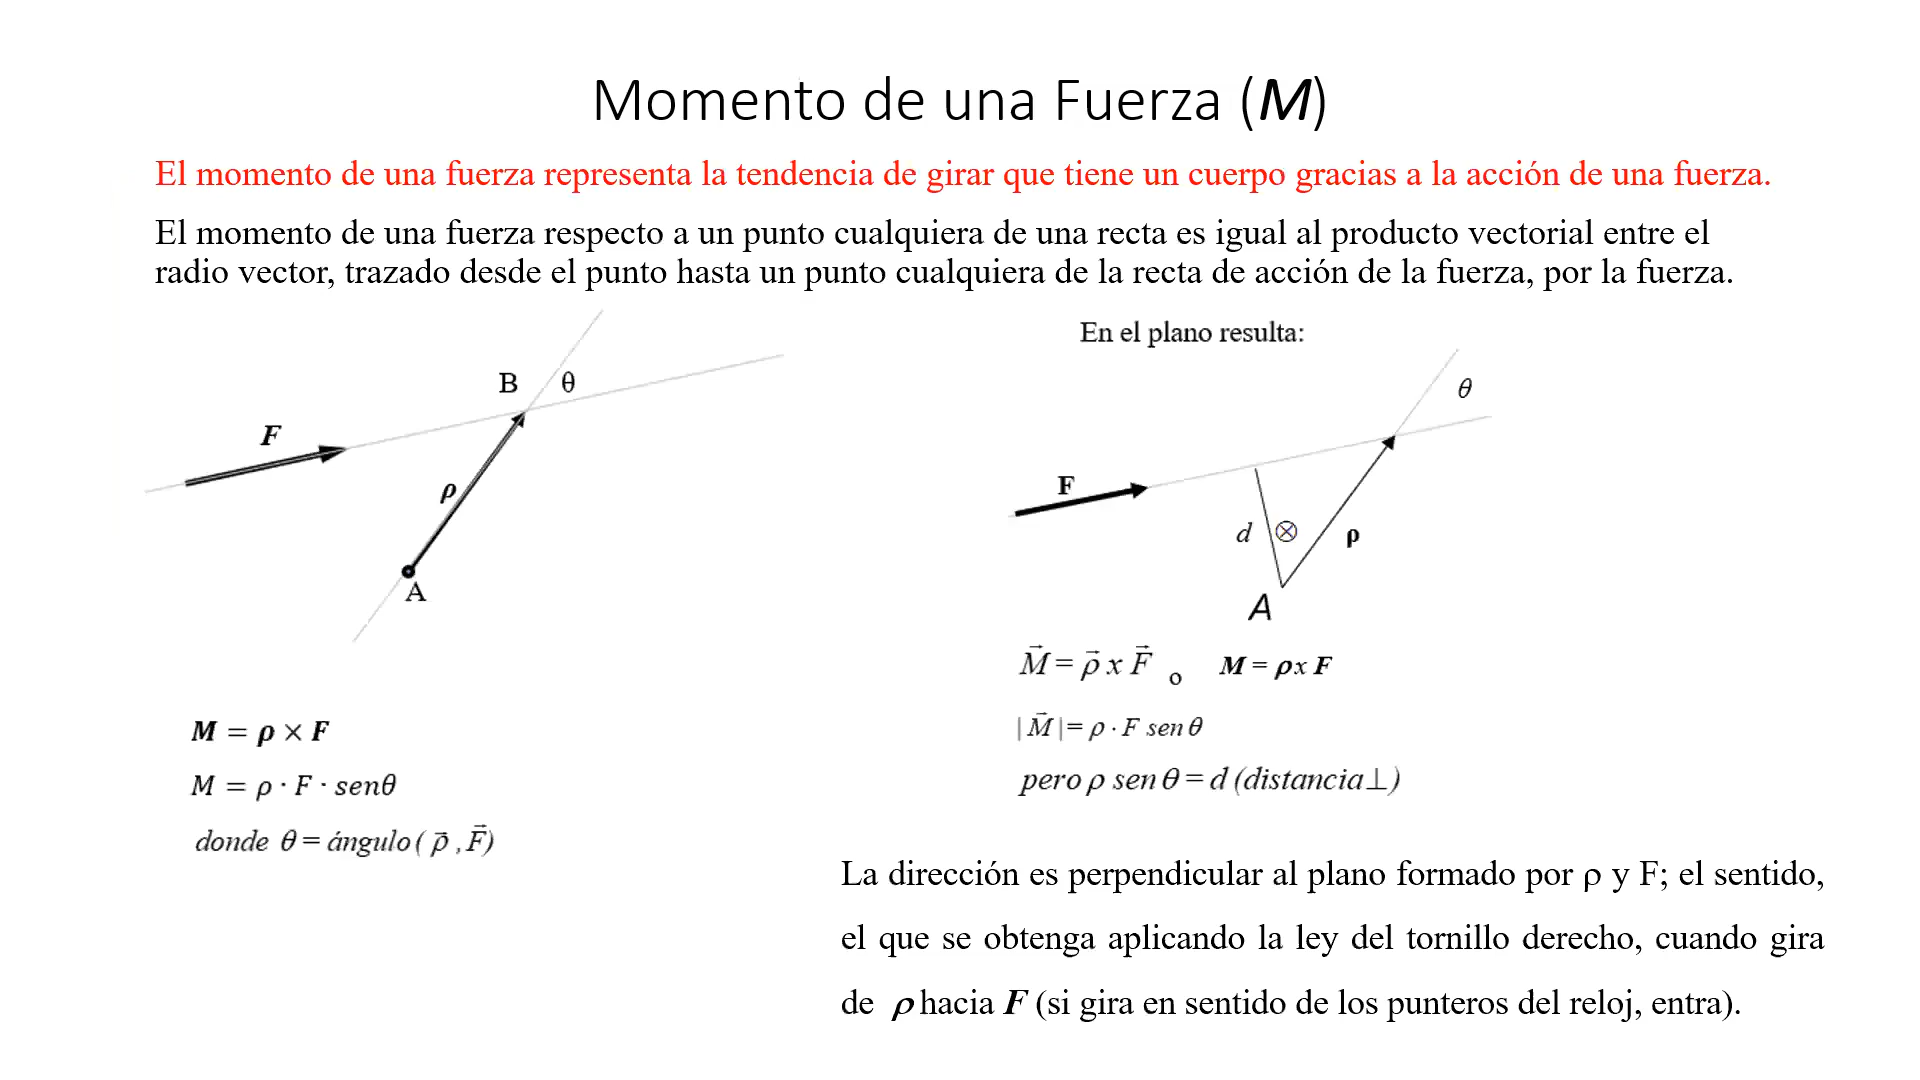 Momento de una Fuerza (M)
El momento de una fuerza representa la tendencia de girar que tiene un cuerpo gracias a la acción de una fuerza.
El momento de una fuerza respecto a un punto cualquiera de una recta es igual al producto vectorial entre el
radio vector, trazado desde el punto hasta un punto cualquiera de la recta de acción de la fuerza, por la fuerza.
B θ
F
ρ
A
M = ρ × F
M = ρ · F · senθ
donde θ = ángulo ( ρ⃗ , F⃗)
En el plano resulta:
θ
F
d ⊗ ρ
A
M⃗ = ρ⃗ x F⃗ o M = ρx F
| M⃗ |= ρ · F sen θ
pero ρ sen θ = d (distancia⊥)
La dirección es perpendicular al plano formado por ρ y F; el sentido,
el que se obtenga aplicando la ley del tornillo derecho, cuando gira
de ρ hacia F (si gira en sentido de los punteros del reloj, entra).